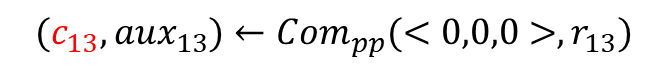 (c₁₃, aux₁₃) ← Comₚₚ(< 0,0,0 >, r₁₃)